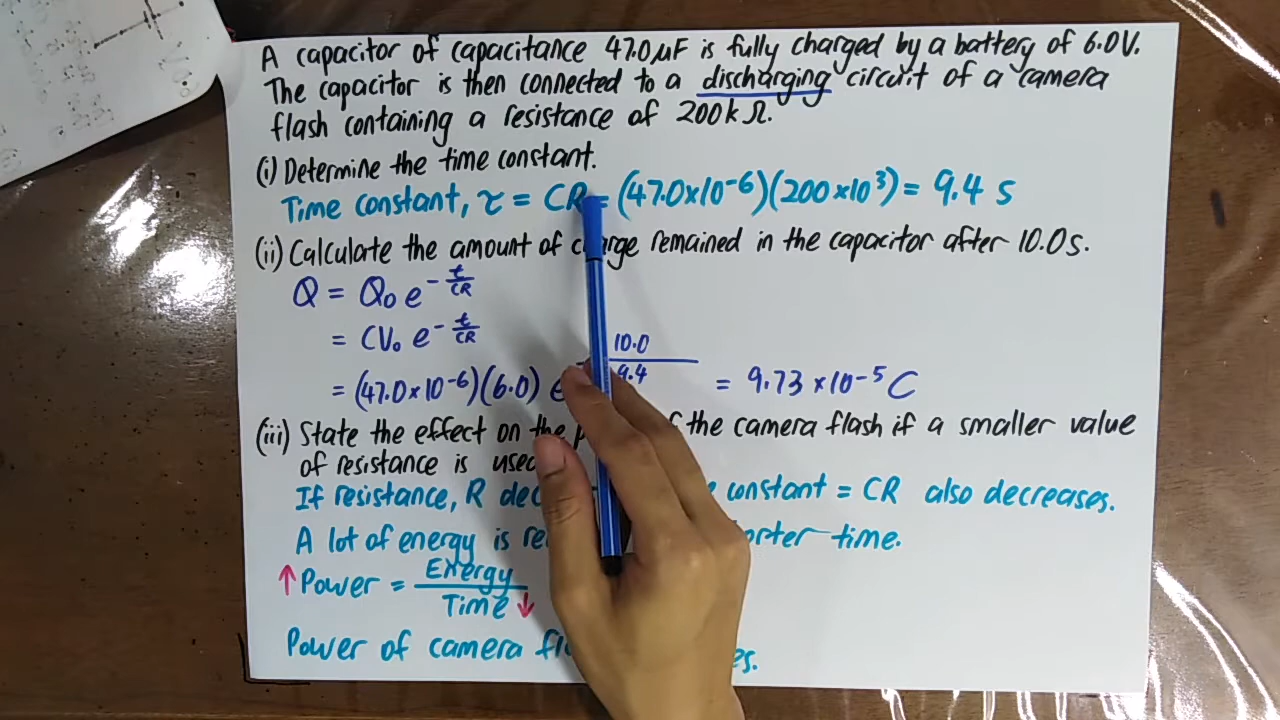 A capacitor of capacitance 47.0μF is fully charged by a battery of 6.0V.
The capacitor is then connected to a discharging circuit of a camera
flash containing a resistance of 200kΩ.
(i) Determine the time constant.
Time constant, τ = CR = (47.0×10⁻⁶)(200×10³) = 9.4 s
(ii) Calculate the amount of charge remained in the capacitor after 10.0s.
Q = Q₀ e^(-t/CR)
= CV₀ e^(-t/CR)
= (47.0×10⁻⁶)(6.0) e^(-10.0/9.4) = 9.73×10⁻⁵ C
(iii) State the effect on the of the camera flash if a smaller value
of resistance is used
If resistance, R constant = CR also decreases.
A lot of energy is time.
↑ Power = Energy / Time ↓
Power of camera